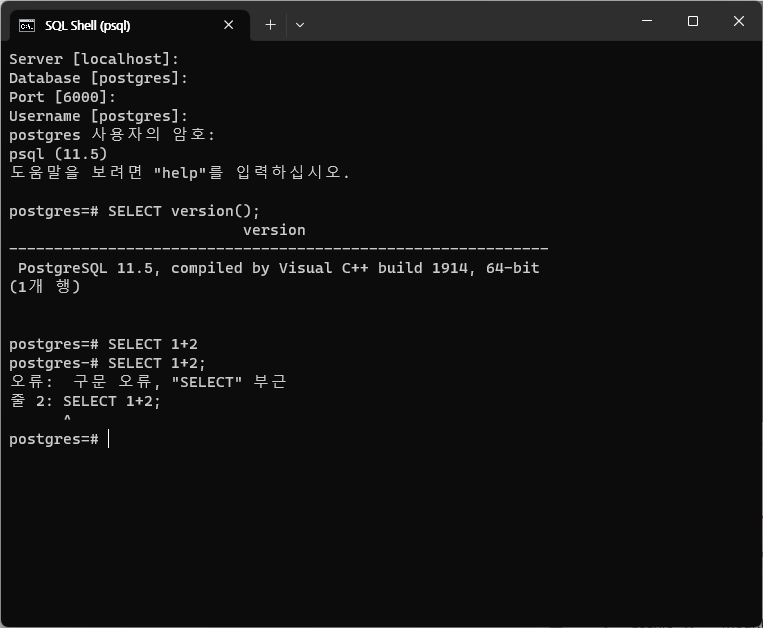 SQL Shell (psql)
Server [localhost]:
Database [postgres]:
Port [6000]:
Username [postgres]:
postgres 사용자의 암호:
psql (11.5)
도움말을 보려면 "help"를 입력하십시오.
postgres=# SELECT version();
version
------------------------------------------------------------
PostgreSQL 11.5, compiled by Visual C++ build 1914, 64-bit
(1개 행)
postgres=# SELECT 1+2
postgres-# SELECT 1+2;
오류:  구문 오류, "SELECT" 부근
줄 2: SELECT 1+2;
^
postgres=#